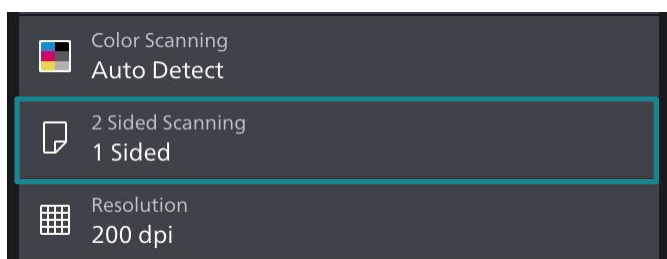 Color Scanning
Auto Detect
2 Sided Scanning
1 Sided
Resolution
200 dpi